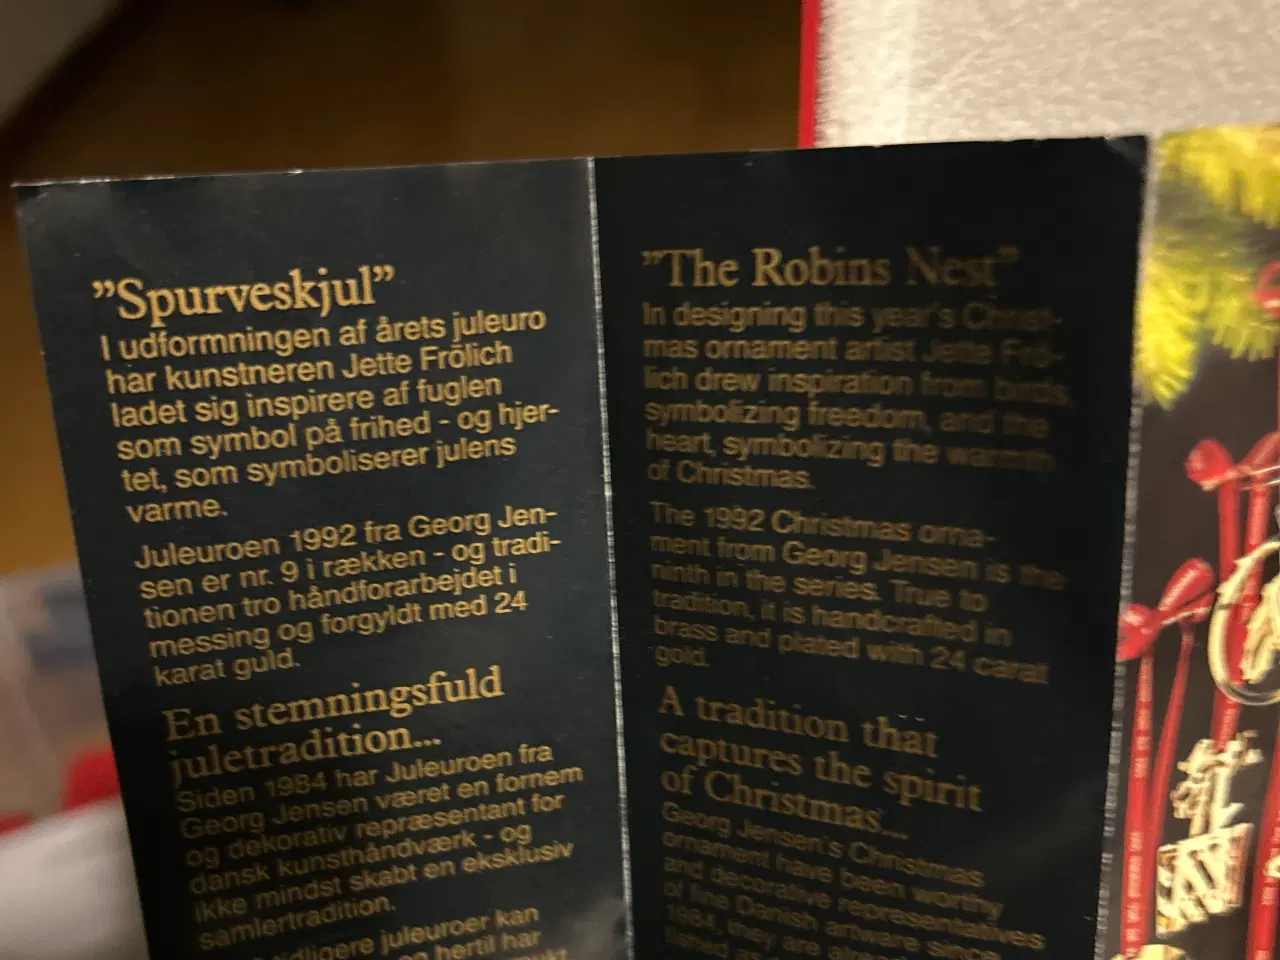 ”Spurveskjul”
I udformningen af årets juleuro
har kunstneren Jette Frölich
ladet sig inspirere af fuglen
som symbol på frihed - og hjer-
tet, som symboliserer julens
varme.
Juleuroen 1992 fra Georg Jen-
sen er nr. 9 i rækken - og tradi-
tionen tro håndforarbejdet i
messing og forgyldt med 24
karat guld.
En stemningsfuld
juletradition...
Siden 1984 har Juleuroen fra
Georg Jensen været en fornem
og dekorativ repræsentant for
dansk kunsthåndværk - og
ikke mindst skabt en eksklusiv
samlertradition.
tidligere juleuroer kan
hertil har
”The Robins Nest”
In designing this year's Christ-
mas ornament artist Jette Frö-
lich drew inspiration from birds,
symbolizing freedom, and the
heart, symbolizing the warmth
of Christmas.
The 1992 Christmas orna-
ment from Georg Jensen is the
ninth in the series. True to
tradition, it is handcrafted in
brass and plated with 24 carat
gold.
A tradition that
captures the spirit
of Christmas...
Georg Jensen's Christmas
ornament have been worthy
and decorative representatives
of fine Danish artware since
1984, they are